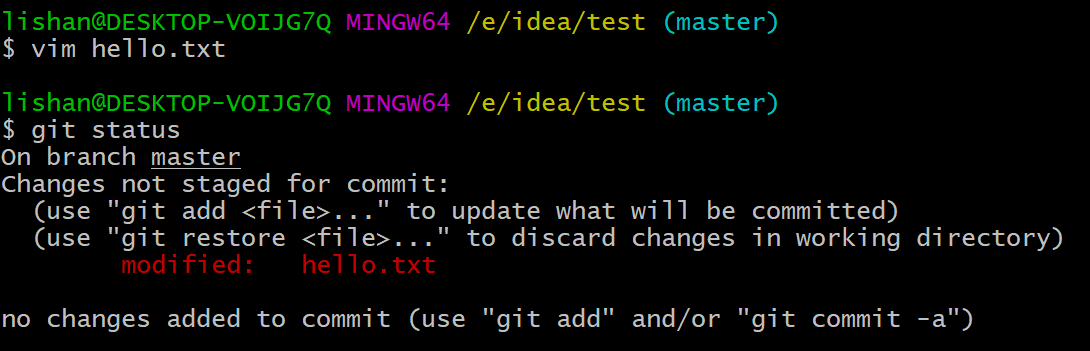 lishan@DESKTOP-VOIJG7Q MINGW64 /e/idea/test (master)
$ vim hello.txt
lishan@DESKTOP-VOIJG7Q MINGW64 /e/idea/test (master)
$ git status
On branch master
Changes not staged for commit:
  (use "git add <file>..." to update what will be committed)
  (use "git restore <file>..." to discard changes in working directory)
        modified:   hello.txt
no changes added to commit (use "git add" and/or "git commit -a")